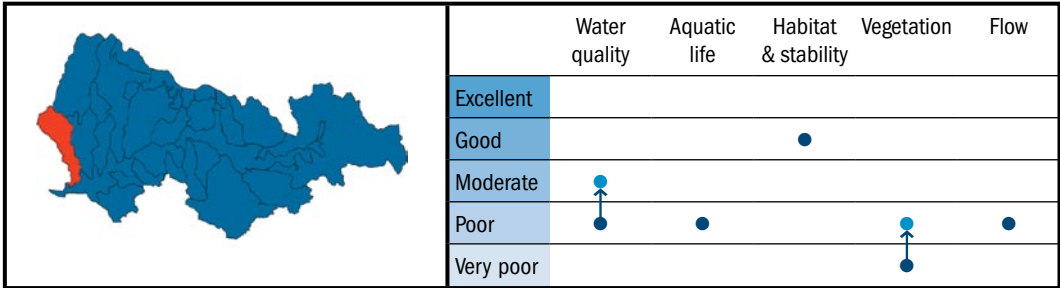 Water quality
Aquatic life
Habitat & stability
Vegetation
Flow
Excellent
Good
Moderate
Poor
Very poor